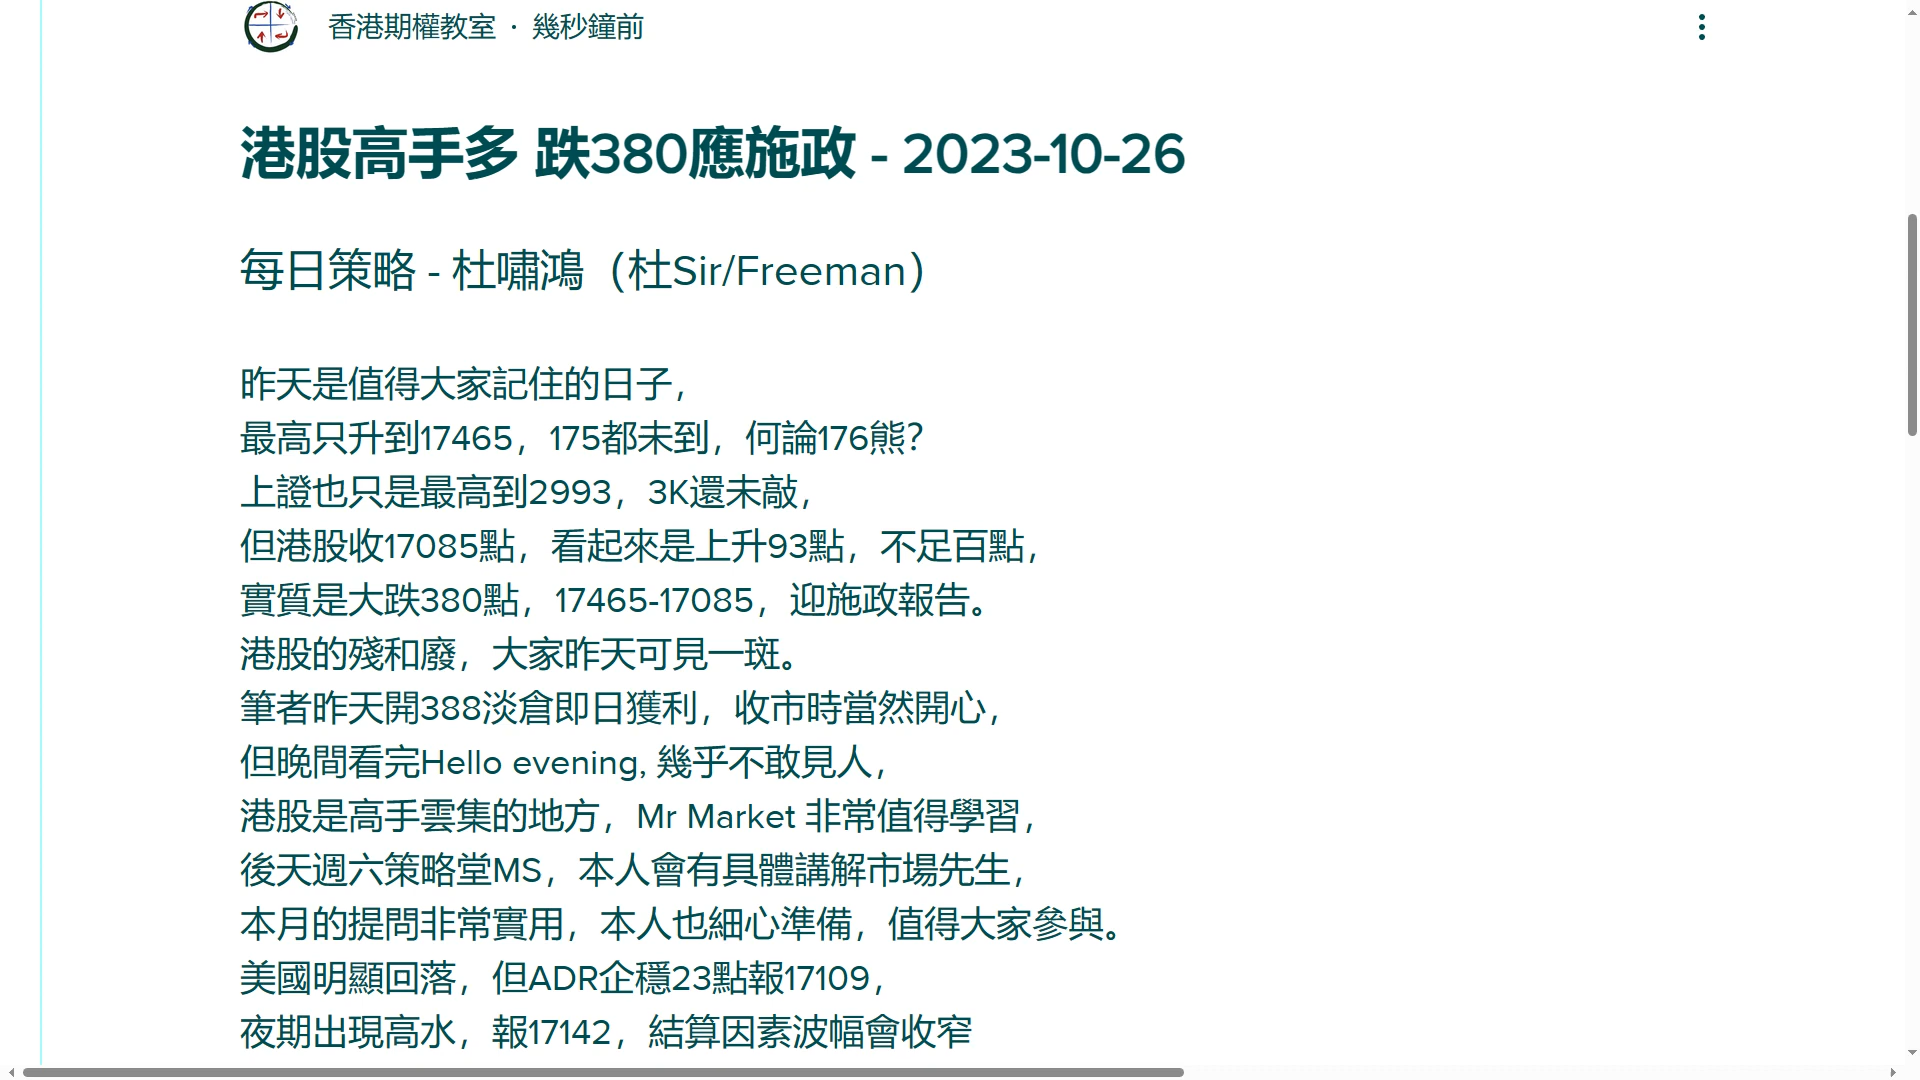 香港期權教室 · 幾秒鐘前
港股高手多 跌380應施政 - 2023-10-26
每日策略 - 杜嘯鴻（杜Sir/Freeman）
昨天是值得大家記住的日子，
最高只升到17465，175都未到，何論176熊？
上證也只是最高到2993，3K還未敲，
但港股收17085點，看起來是上升93點，不足百點，
實質是大跌380點，17465-17085，迎施政報告。
港股的殘和廢，大家昨天可見一斑。
筆者昨天開388淡倉即日獲利，收市時當然開心，
但晚間看完Hello evening, 幾乎不敢見人，
港股是高手雲集的地方，Mr Market 非常值得學習，
後天週六策略堂MS，本人會有具體講解市場先生，
本月的提問非常實用，本人也細心準備，值得大家參與。
美國明顯回落，但ADR企穩23點報17109，
夜期出現高水，報17142，結算因素波幅會收窄